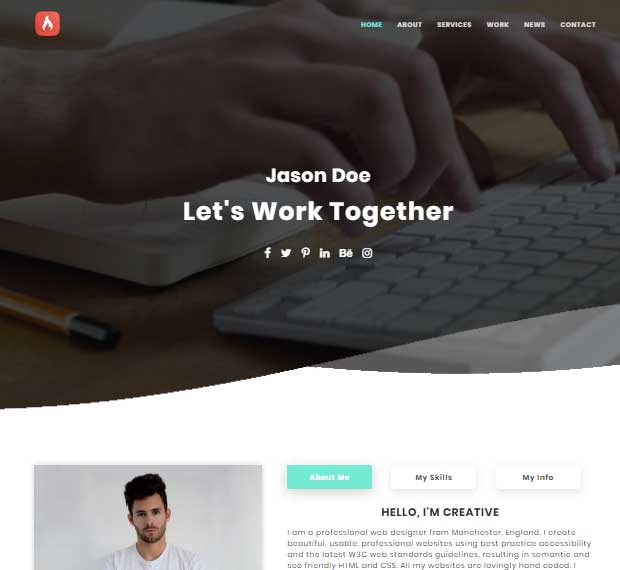 HOME ABOUT SERVICES WORK NEWS CONTACT
Jason Doe
Let's Work Together
Bē
About Me My Skills My Info
HELLO, I'M CREATIVE
I am a professional web designer from Manchester, England. I create
beautiful, usable, professional websites using best practice accessibility
and the latest W3C web standards guidelines, resulting in semantic and
seo friendly HTML and CSS. All my websites are lovingly hand coded. I